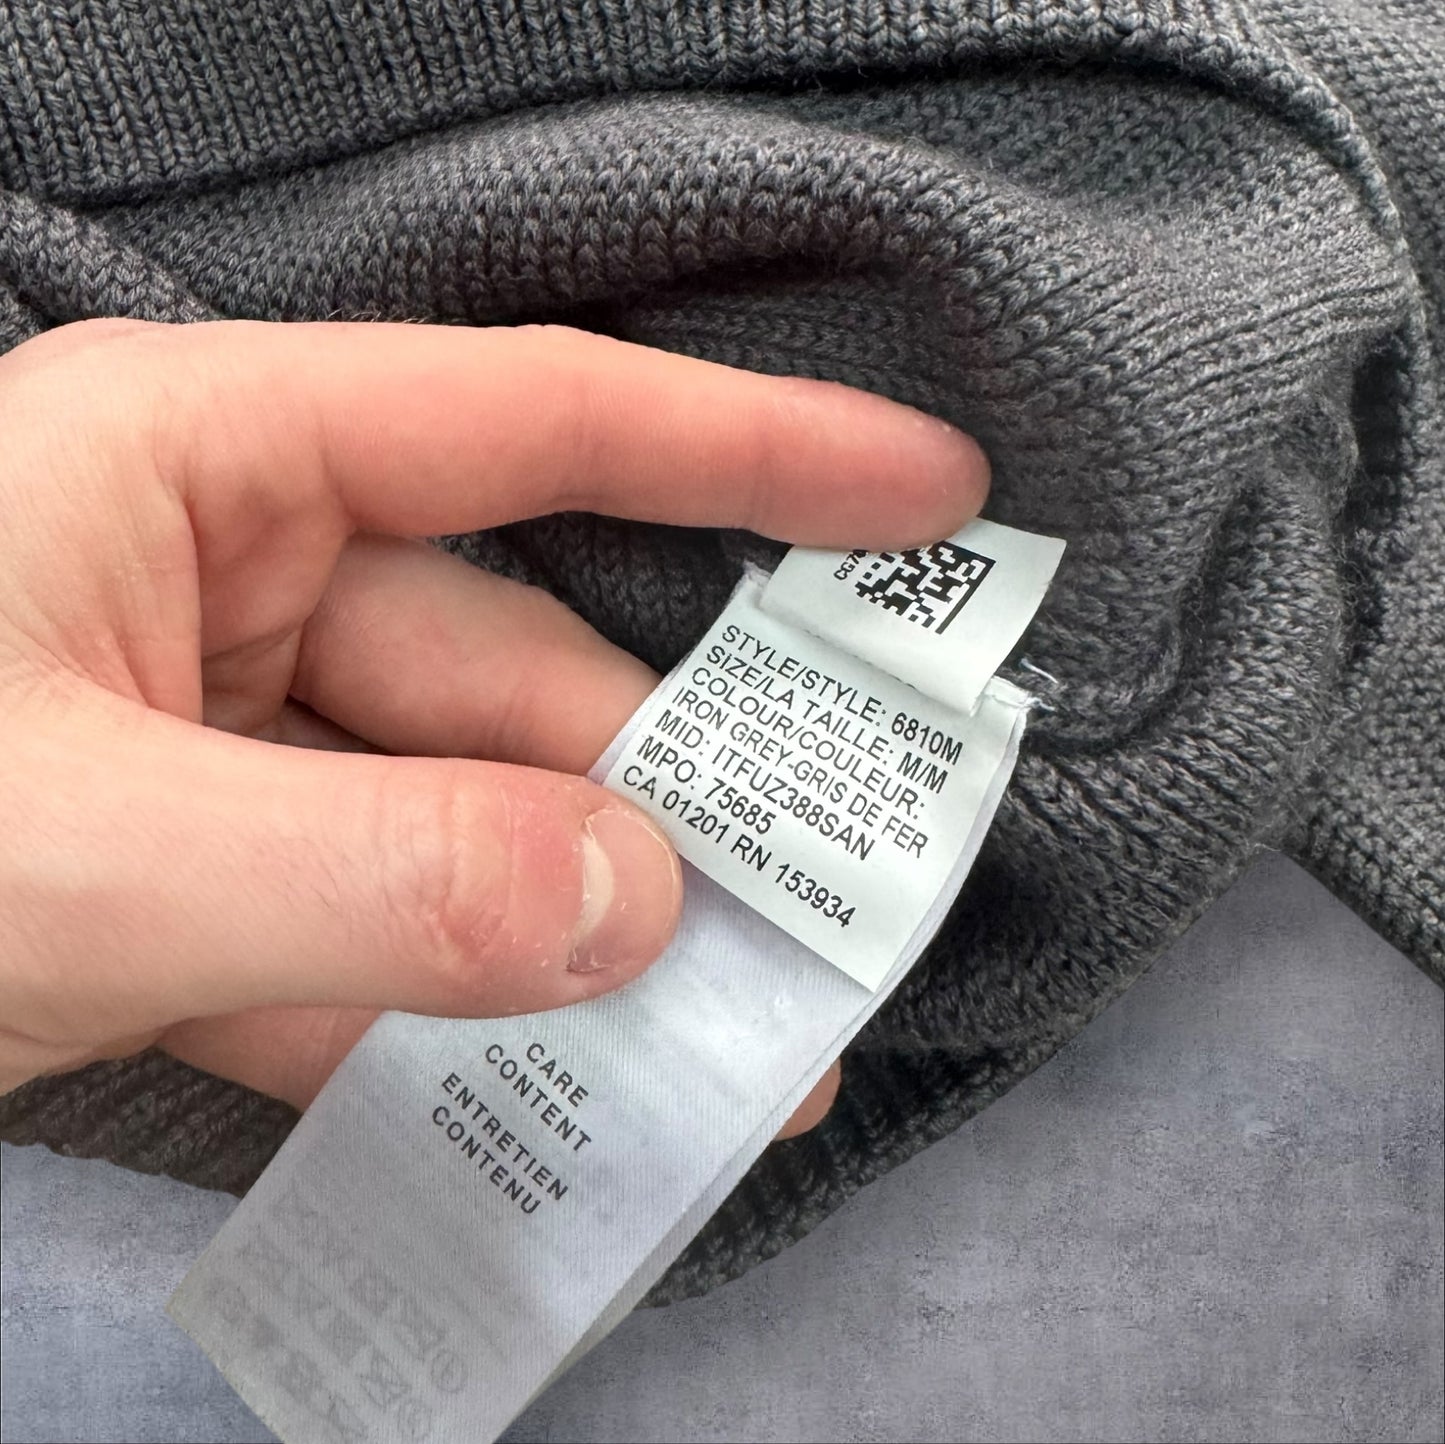 STYLE/STYLE: 6810M
SIZE/LA TAILLE: M/M
COLOUR/COULEUR:
IRON GREY-GRIS DE FER
MID: ITFUZ388SAN
MPO: 75685
CA 01201 RN 153934
CARE
CONTENT
ENTRETIEN
CONTENU